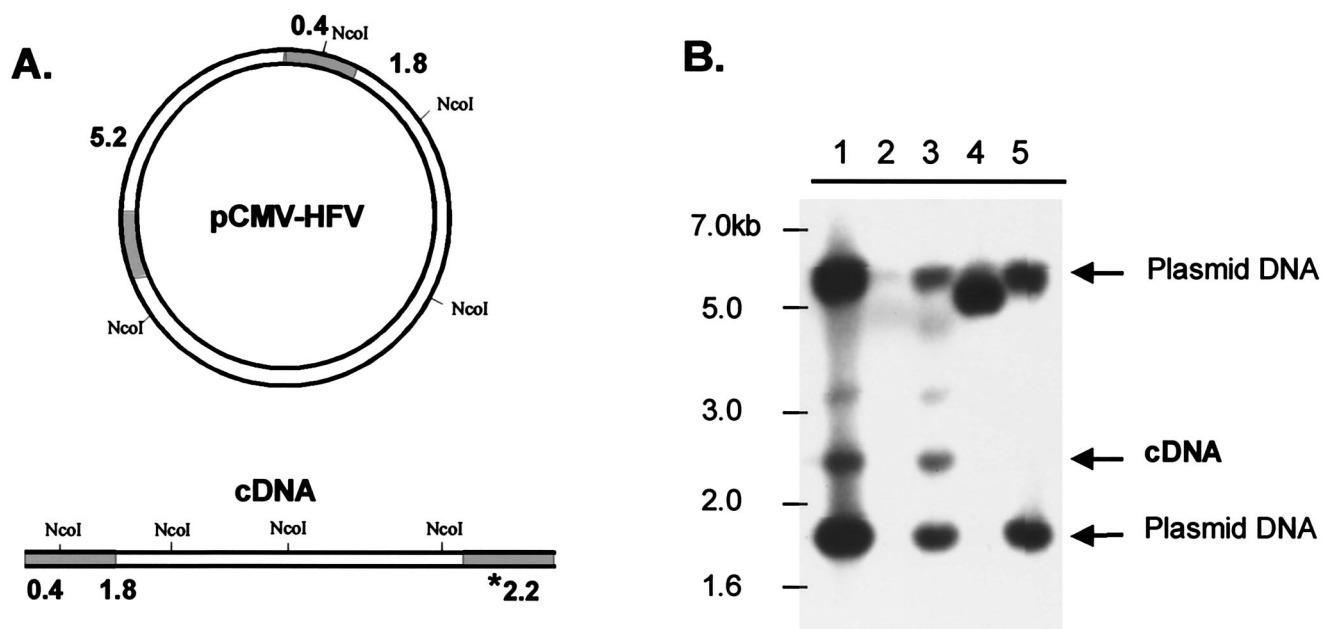 A.
0.4
NcoI
1.8
NcoI
5.2
pCMV-HFV
NcoI
NcoI
cDNA
NcoI
NcoI
NcoI
NcoI
0.4
1.8
*2.2
B.
1 2 3 4 5
7.0kb
Plasmid DNA
5.0
3.0
cDNA
2.0
Plasmid DNA
1.6